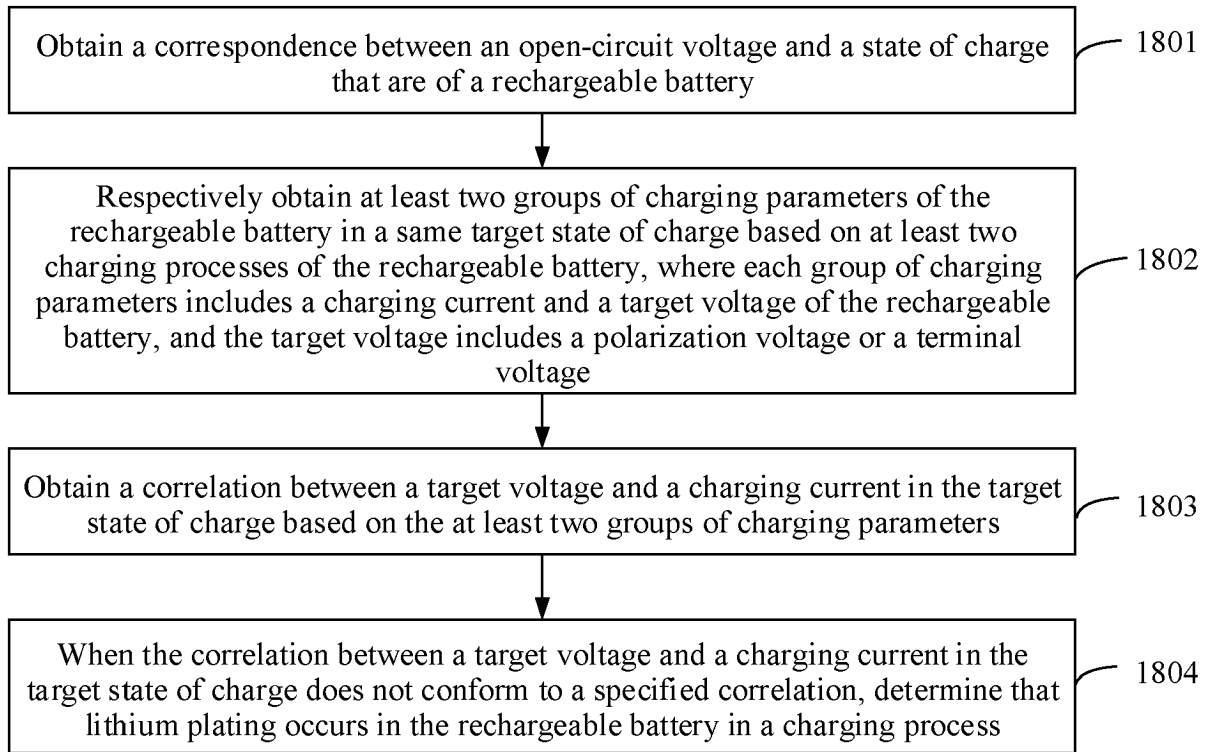 Obtain a correspondence between an open-circuit voltage and a state of charge
that are of a rechargeable battery
1801
Respectively obtain at least two groups of charging parameters of the
rechargeable battery in a same target state of charge based on at least two
charging processes of the rechargeable battery, where each group of charging
parameters includes a charging current and a target voltage of the rechargeable
battery, and the target voltage includes a polarization voltage or a terminal
voltage
1802
Obtain a correlation between a target voltage and a charging current in the target
state of charge based on the at least two groups of charging parameters
1803
When the correlation between a target voltage and a charging current in the
target state of charge does not conform to a specified correlation, determine that
lithium plating occurs in the rechargeable battery in a charging process
1804